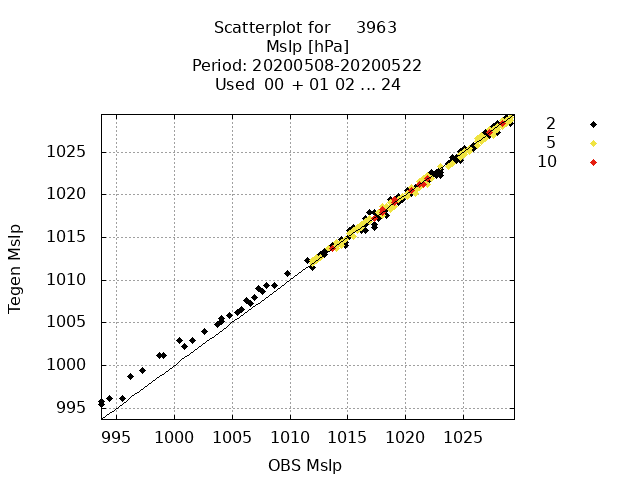 Scatterplot for 3963
Mslp [hPa]
Period: 20200508-20200522
Used 00 + 01 02 ... 24
2
5
10
1025
1020
1015
1010
1005
1000
995
Tegen Mslp
995 1000 1005 1010 1015 1020 1025
OBS Mslp